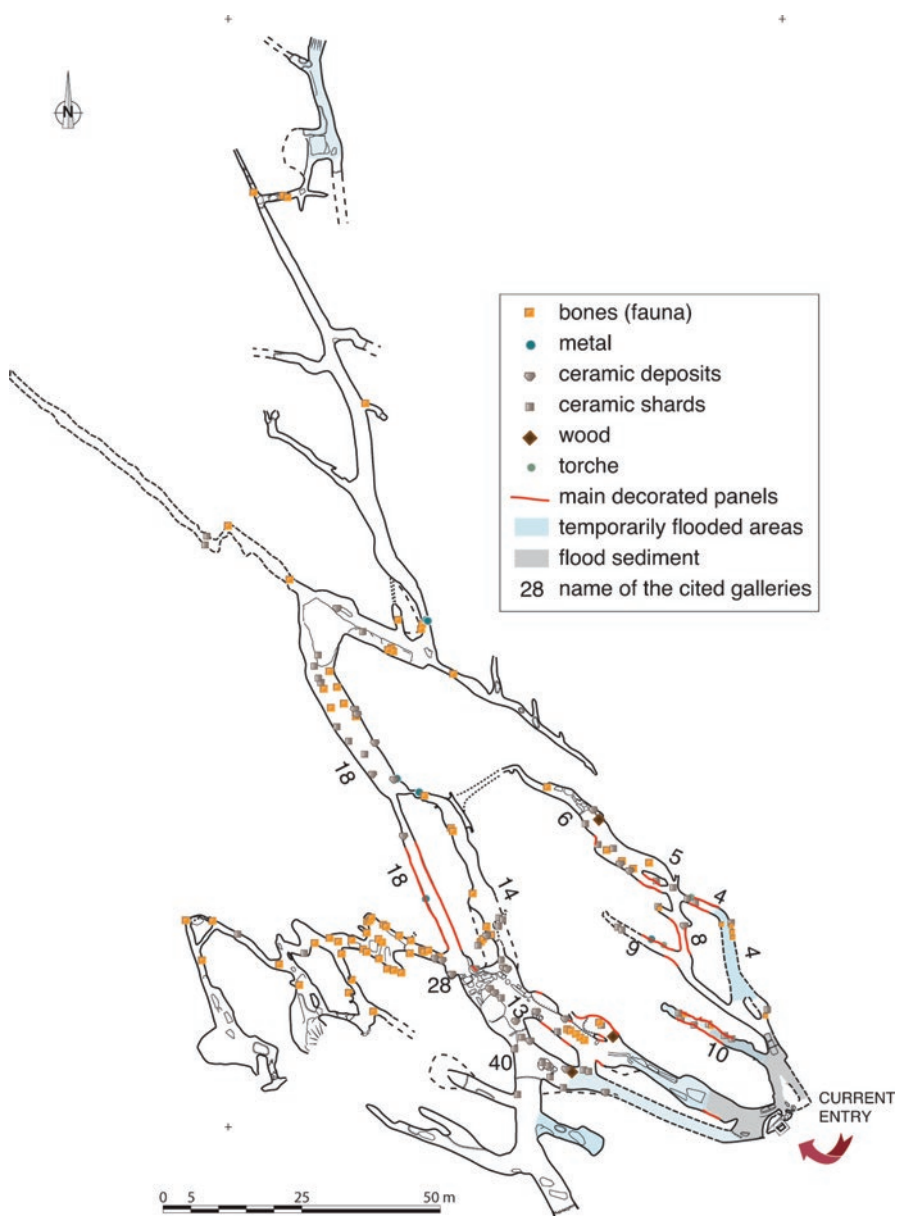 N
bones (fauna)
metal
ceramic deposits
ceramic shards
wood
torche
main decorated panels
temporarily flooded areas
flood sediment
28 name of the cited galleries
18
6
5
4
18
14
8
4
9
28
13
10
40
CURRENT
ENTRY
0 5 25 50 m